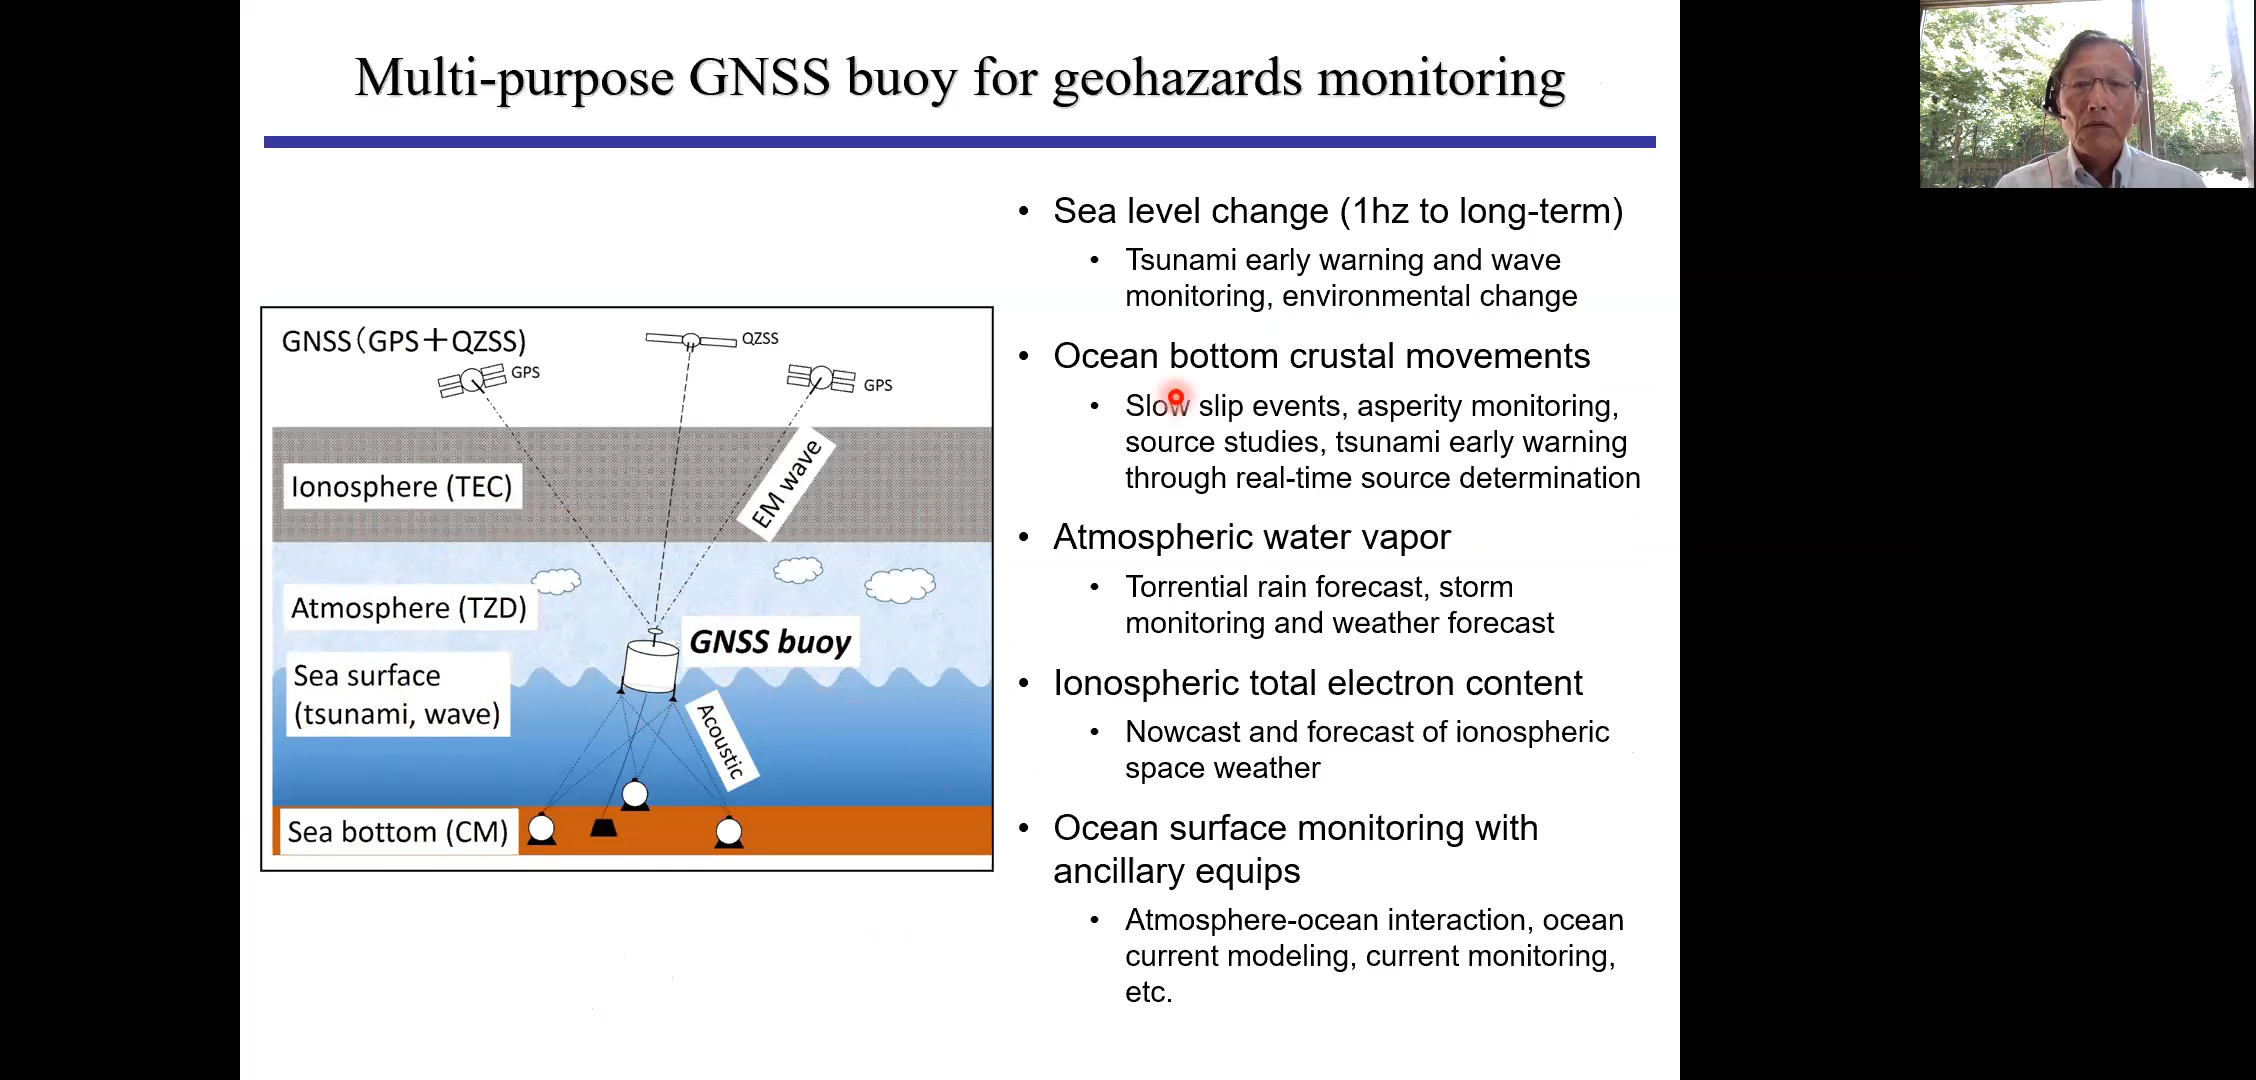 Multi-purpose GNSS buoy for geohazards monitoring
GNSS（GPS＋QZSS)
QZSS
GPS
GPS
EM wave
Ionosphere (TEC)
Atmosphere (TZD)
GNSS buoy
Sea surface
(tsunami, wave)
Acoustic
Sea bottom (CM)
• Sea level change (1hz to long-term)
• Tsunami early warning and wave
monitoring, environmental change
• Ocean bottom crustal movements
• Slow slip events, asperity monitoring,
source studies, tsunami early warning
through real-time source determination
• Atmospheric water vapor
• Torrential rain forecast, storm
monitoring and weather forecast
• Ionospheric total electron content
• Nowcast and forecast of ionospheric
space weather
• Ocean surface monitoring with
ancillary equips
• Atmosphere-ocean interaction, ocean
current modeling, current monitoring,
etc.